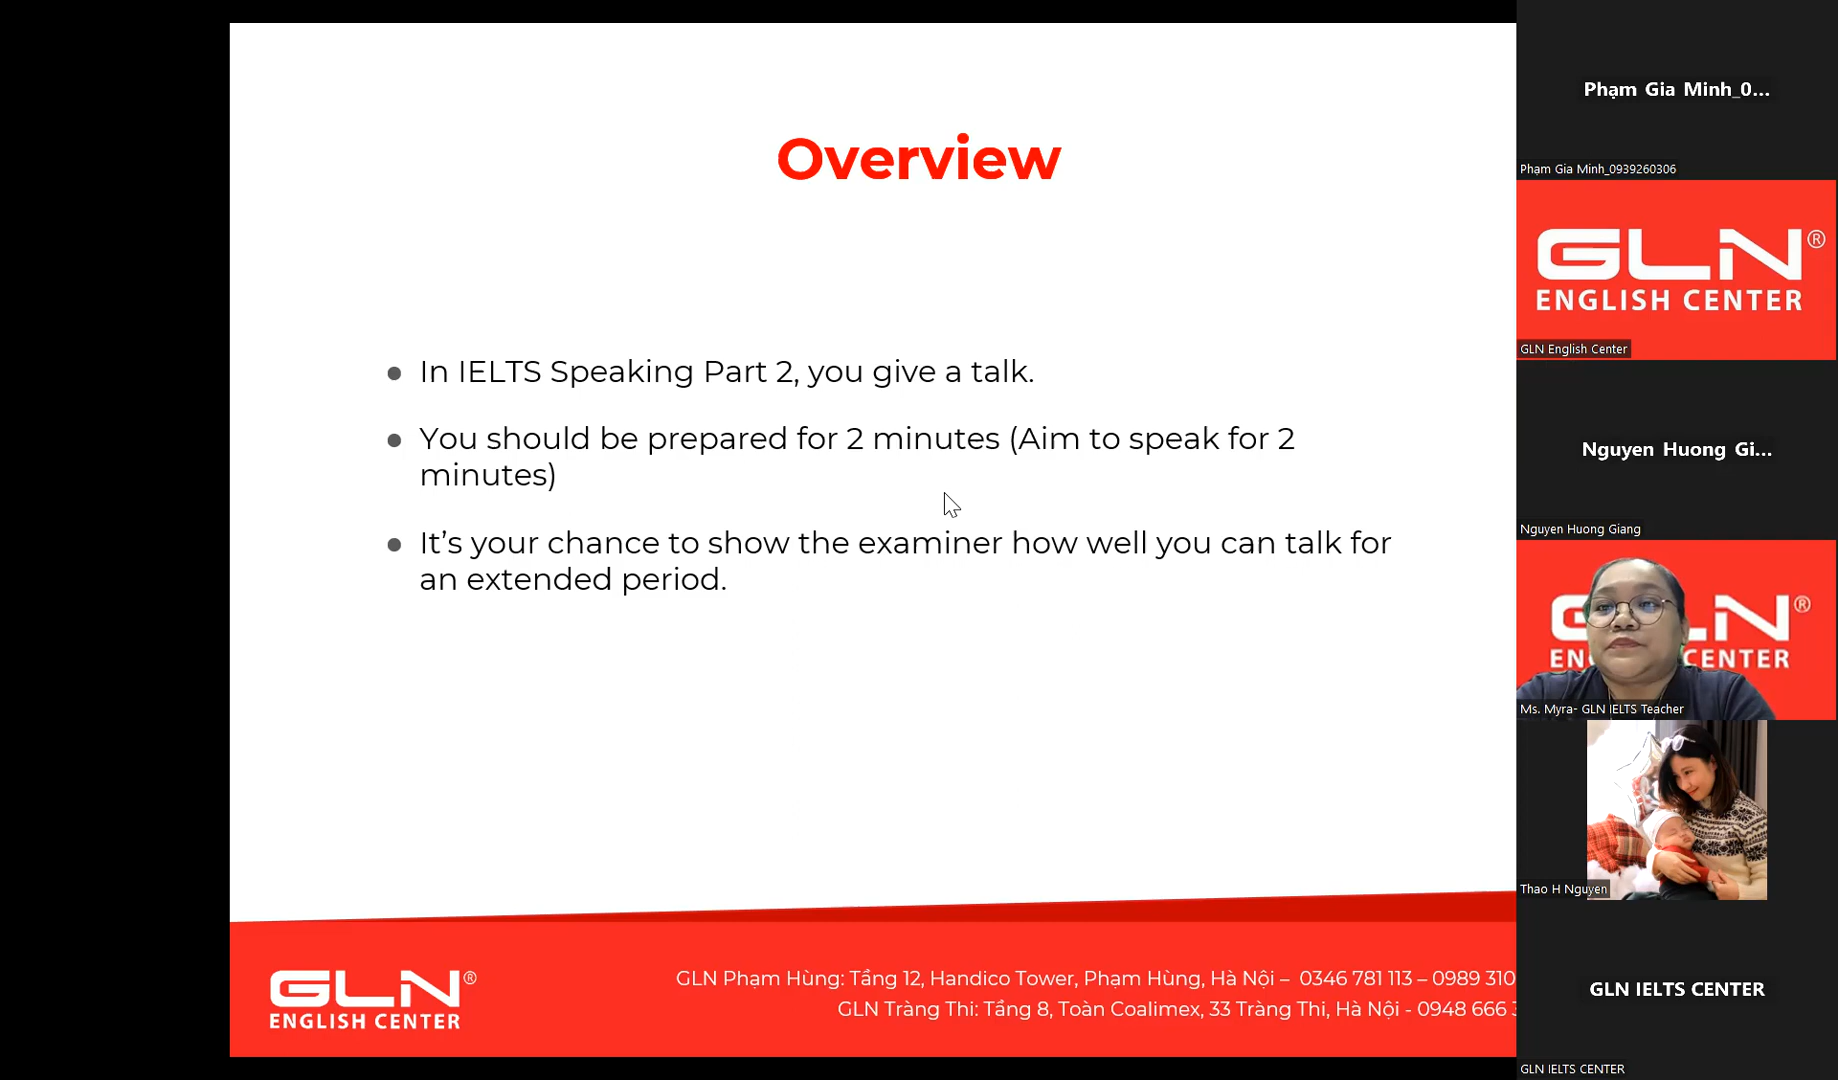 Overview
● In IELTS Speaking Part 2, you give a talk.
● You should be prepared for 2 minutes (Aim to speak for 2
minutes)
● It’s your chance to show the examiner how well you can talk for
an extended period.
GLN®
ENGLISH CENTER
GLN Phạm Hùng: Tầng 12, Handico Tower, Phạm Hùng, Hà Nội – 0346 781 113 – 0989 310
GLN Tràng Thi: Tầng 8, Toàn Coalimex, 33 Tràng Thi, Hà Nội - 0948 666
Phạm Gia Minh_0...
Phạm Gia Minh_0939260306
GLN®
ENGLISH CENTER
GLN English Center
Nguyen Huong Gi...
Nguyen Huong Giang
GLN®
ENGLISH CENTER
Ms. Myra- GLN IELTS Teacher
Thao H Nguyen
GLN IELTS CENTER
GLN IELTS CENTER